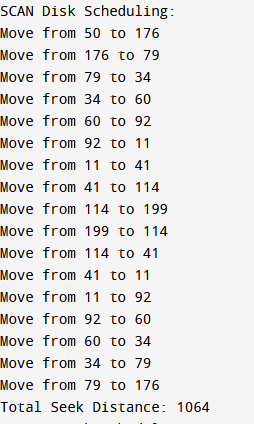 SCAN Disk Scheduling:
Move from 50 to 176
Move from 176 to 79
Move from 79 to 34
Move from 34 to 60
Move from 60 to 92
Move from 92 to 11
Move from 11 to 41
Move from 41 to 114
Move from 114 to 199
Move from 199 to 114
Move from 114 to 41
Move from 41 to 11
Move from 11 to 92
Move from 92 to 60
Move from 60 to 34
Move from 34 to 79
Move from 79 to 176
Total Seek Distance: 1064